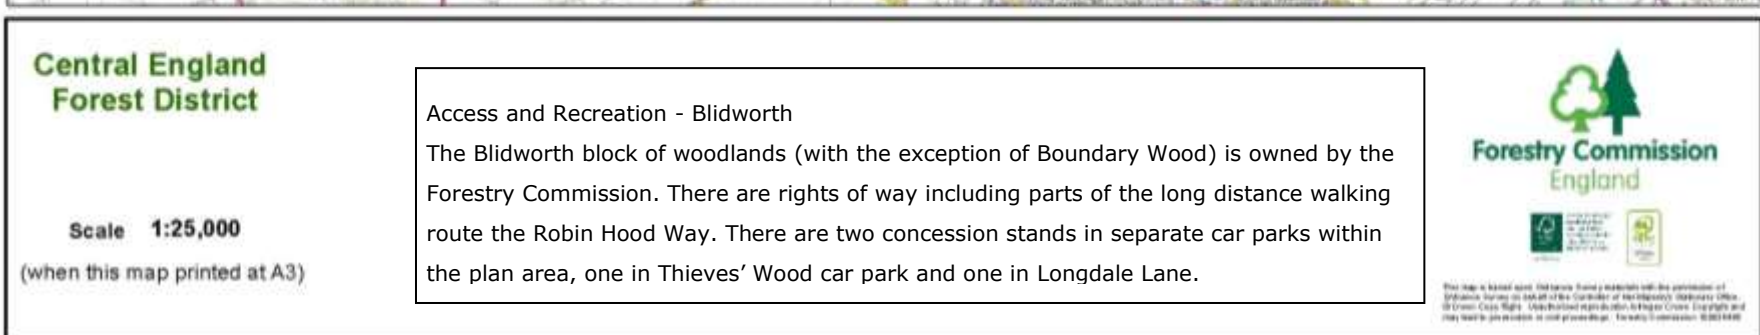 Central England
Forest District
Scale 1:25,000
(when this map printed at A3)
Access and Recreation - Blidworth
The Blidworth block of woodlands (with the exception of Boundary Wood) is owned by the
Forestry Commission. There are rights of way including parts of the long distance walking
route the Robin Hood Way. There are two concession stands in separate car parks within
the plan area, one in Thieves’ Wood car park and one in Longdale Lane.
Forestry Commission
England